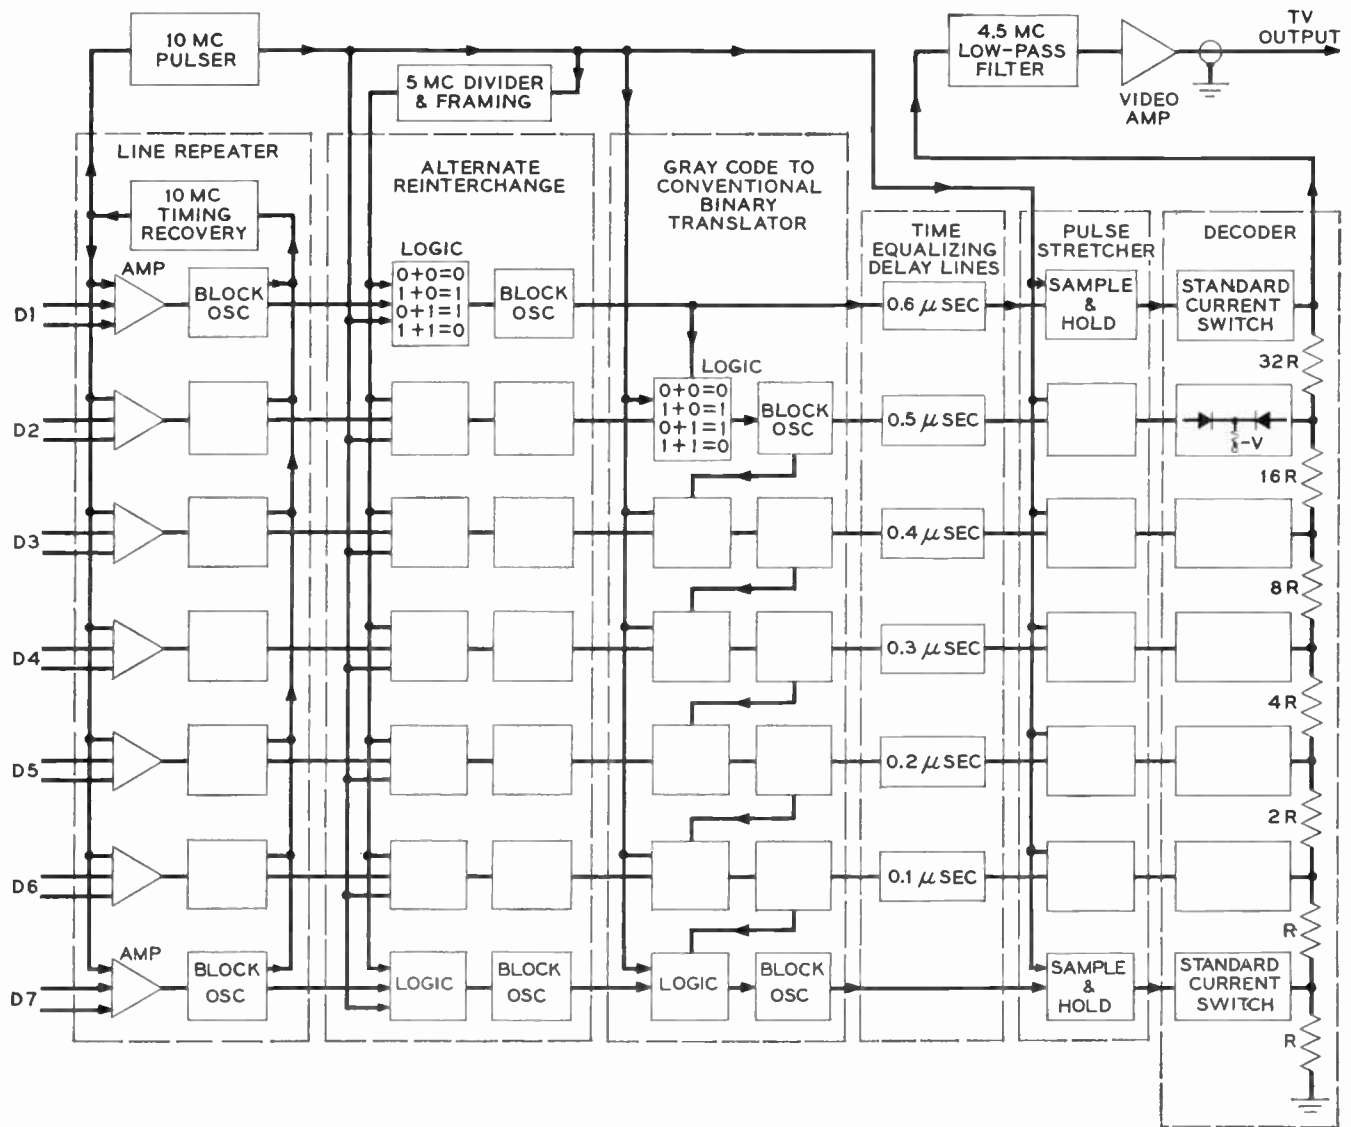 10 MC
PULSER
5 MC DIVIDER
& FRAMING
4.5 MC
LOW-PASS
FILTER
VIDEO
AMP
TV
OUTPUT
LINE REPEATER
10 MC
TIMING
RECOVERY
ALTERNATE
REINTERCHANGE
GRAY CODE TO
CONVENTIONAL
BINARY
TRANSLATOR
TIME
EQUALIZING
DELAY LINES
PULSE
STRETCHER
DECODER
D1
AMP
BLOCK
OSC
LOGIC
0+0=0
1+0=1
0+1=1
1+1=0
BLOCK
OSC
0.6 μ SEC
SAMPLE
&
HOLD
STANDARD
CURRENT
SWITCH
32R
D2
LOGIC
0+0=0
1+0=1
0+1=1
1+1=0
BLOCK
OSC
0.5 μ SEC
-V
16R
D3
0.4 μ SEC
8R
D4
0.3 μ SEC
4R
D5
0.2 μ SEC
2R
D6
0.1 μ SEC
R
D7
AMP
BLOCK
OSC
LOGIC
BLOCK
OSC
LOGIC
BLOCK
OSC
SAMPLE
&
HOLD
STANDARD
CURRENT
SWITCH
R